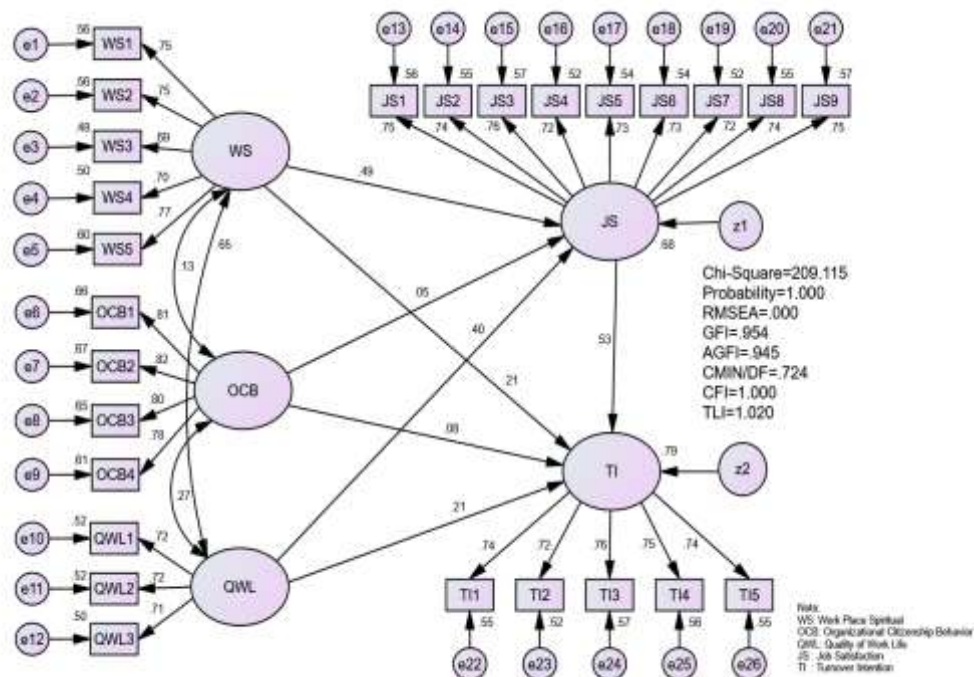 e1 .56 WS1 .75
e2 .56 WS2 .75
e3 .48 WS3 .69
e4 .50 WS4 .70
e5 .60 WS5 .77
WS
e6 .66 OCB1 .81
e7 .67 OCB2 .82
e8 .65 OCB3 .80
e9 .61 OCB4 .78
OCB
e10 .52 QWL1 .72
e11 .52 QWL2 .72
e12 .50 QWL3 .71
QWL
.13
.65
.27
e13 e14 e15 e16 e17 e18 e19 e20 e21
.56 .55 .57 .52 .54 .54 .52 .55 .57
JS1 JS2 JS3 JS4 JS5 JS6 JS7 JS8 JS9
.75 .74 .76 .72 .73 .73 .72 .74 .75
.49
JS
z1
.68
.05
.40
.53
.21
.08
.21
Chi-Square=209.115
Probability=1.000
RMSEA=.000
GFI=.954
AGFI=.945
CMIN/DF=.724
CFI=1.000
TLI=1.020
TI
.79
z2
.74 .72 .76 .75 .74
TI1 TI2 TI3 TI4 TI5
.55 .52 .57 .56 .55
e22 e23 e24 e25 e26
Note:
WS: Work Place Spiritual
OCB: Organizational Citizenship Behavior
QWL: Quality of Work Life
JS : Job Satisfaction
TI : Turnover Intention